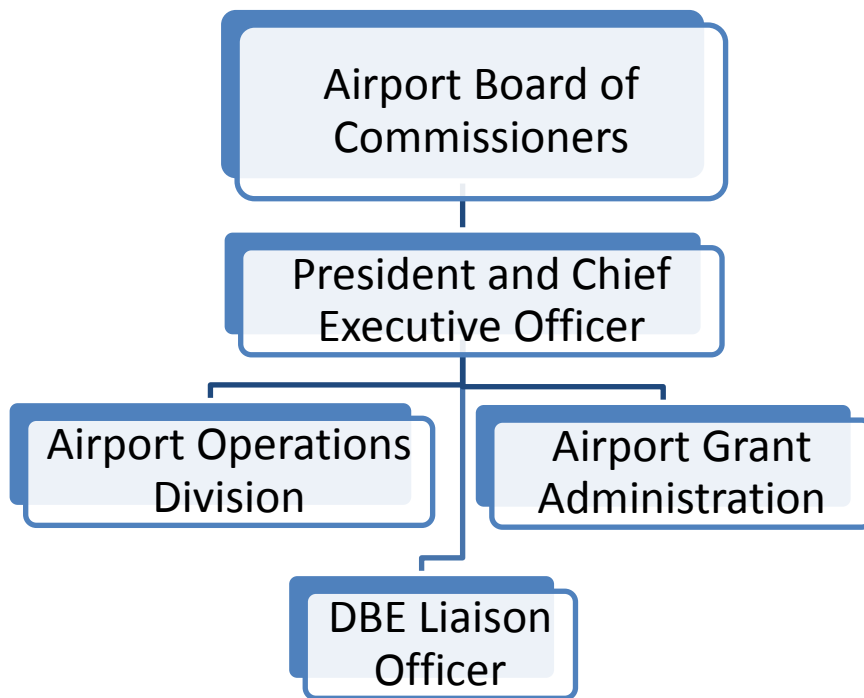 Airport Board of
Commissioners
President and Chief
Executive Officer
Airport Operations
Division
Airport Grant
Administration
DBE Liaison
Officer